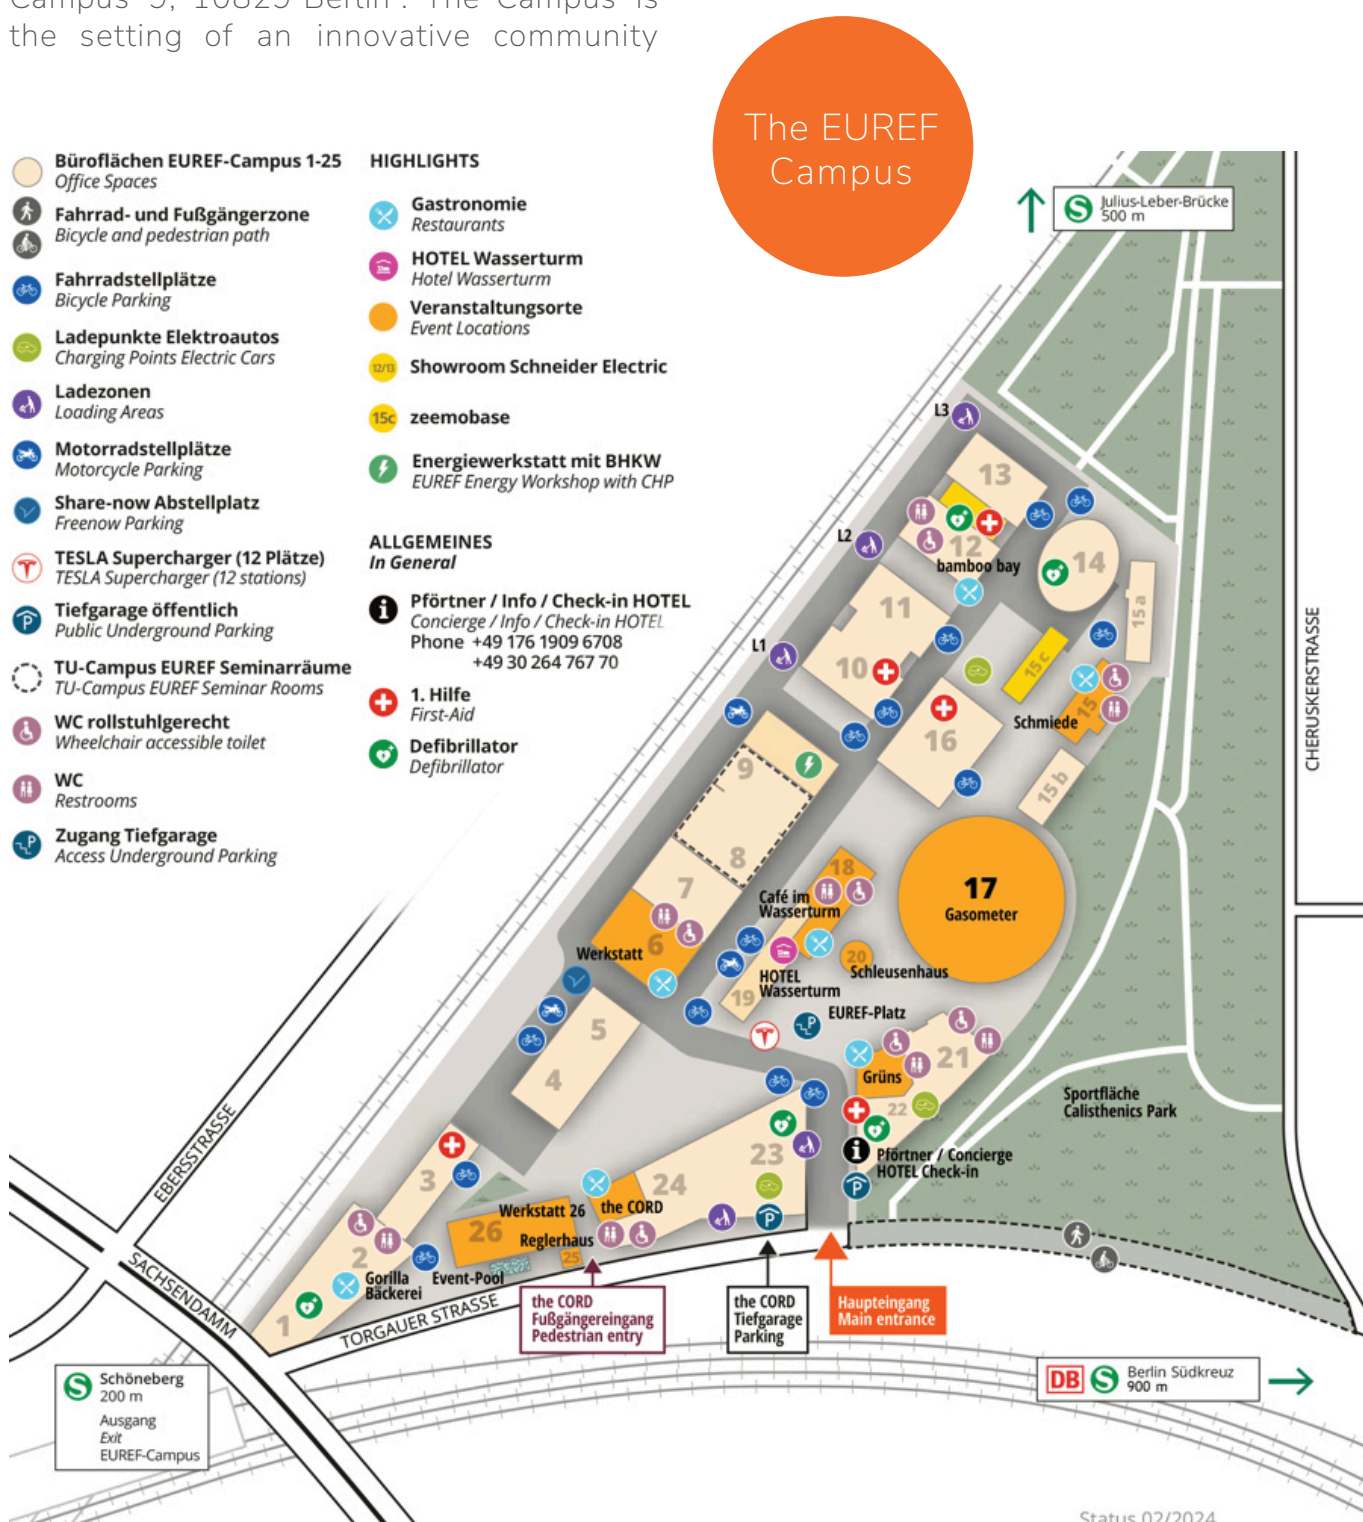 the setting of an innovative community
The EUREF
Campus
Büroflächen EUREF-Campus 1-25
Office Spaces
Fahrrad- und Fußgängerzone
Bicycle and pedestrian path
Fahrradstellplätze
Bicycle Parking
Ladepunkte Elektroautos
Charging Points Electric Cars
Ladezonen
Loading Areas
Motorradstellplätze
Motorcycle Parking
Share-now Abstellplatz
Freenow Parking
TESLA Supercharger (12 Plätze)
TESLA Supercharger (12 stations)
Tiefgarage öffentlich
Public Underground Parking
TU-Campus EUREF Seminarräume
TU-Campus EUREF Seminar Rooms
WC rollstuhlgerecht
Wheelchair accessible toilet
WC
Restrooms
Zugang Tiefgarage
Access Underground Parking
HIGHLIGHTS
Gastronomie
Restaurants
HOTEL Wasserturm
Hotel Wasserturm
Veranstaltungsorte
Event Locations
12/13 Showroom Schneider Electric
15c zeemobase
Energiewerkstatt mit BHKW
EUREF Energy Workshop with CHP
ALLGEMEINES
In General
Pförtner / Info / Check-in HOTEL
Concierge / Info / Check-in HOTEL
Phone +49 176 1909 6708
+49 30 264 767 70
1. Hilfe
First-Aid
Defibrillator
Defibrillator
S Julius-Leber-Brücke
500 m
L3
13
L2
12
bamboo bay
14
15a
11
L1
10
15c
15
Schmiede
16
15b
9
8
7
6
Werkstatt
18
Café im
Wasserturm
17
Gasometer
20
Schleusenhaus
HOTEL
Wasserturm
19
EUREF-Platz
5
4
21
Grüns
22
Sportfläche
Calisthenics Park
Pförtner / Concierge
HOTEL Check-in
23
24
3
the CORD
Werkstatt 26
26
Reglerhaus
25
2
Gorilla
Bäckerei
Event-Pool
1
CHERUSKERSTRASSE
EBERSSTRASSE
SACHSENDAMM
TORGAUER STRASSE
the CORD
Fußgängereingang
Pedestrian entry
the CORD
Tiefgarage
Parking
Haupteingang
Main entrance
S Schöneberg
200 m
Ausgang
Exit
EUREF-Campus
DB S Berlin Südkreuz
900 m